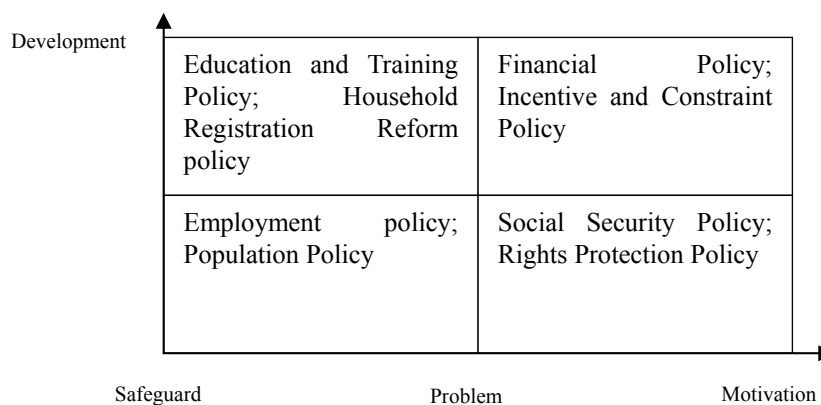 Development
Education and Training
Policy; Household
Registration Reform
policy
Financial Policy;
Incentive and Constraint
Policy
Employment policy;
Population Policy
Social Security Policy;
Rights Protection Policy
Safeguard
Problem
Motivation